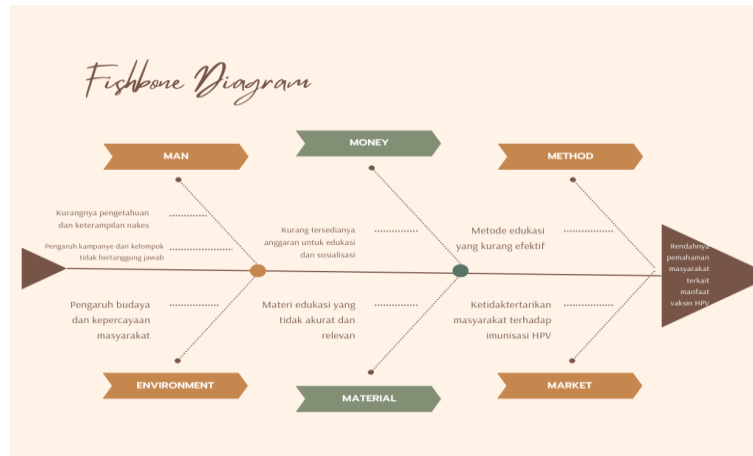 Fishbone Diagram
MAN
MONEY
METHOD
Kurangnya pengetahuan
dan keterampilan nakes
Pengaruh kampanye dari kelompok
tidak bertanggung jawab
Kurang tersedianya
anggaran untuk edukasi
dan sosialisasi
Metode edukasi
yang kurang efektif
Rendahnya
pemahaman
masyarakat
terkait
manfaat
vaksin HPV
Pengaruh budaya
dan kepercayaan
masyarakat
Materi edukasi yang
tidak akurat dan
relevan
Ketidaktertarikan
masyarakat terhadap
imunisasi HPV
ENVIRONMENT
MATERIAL
MARKET